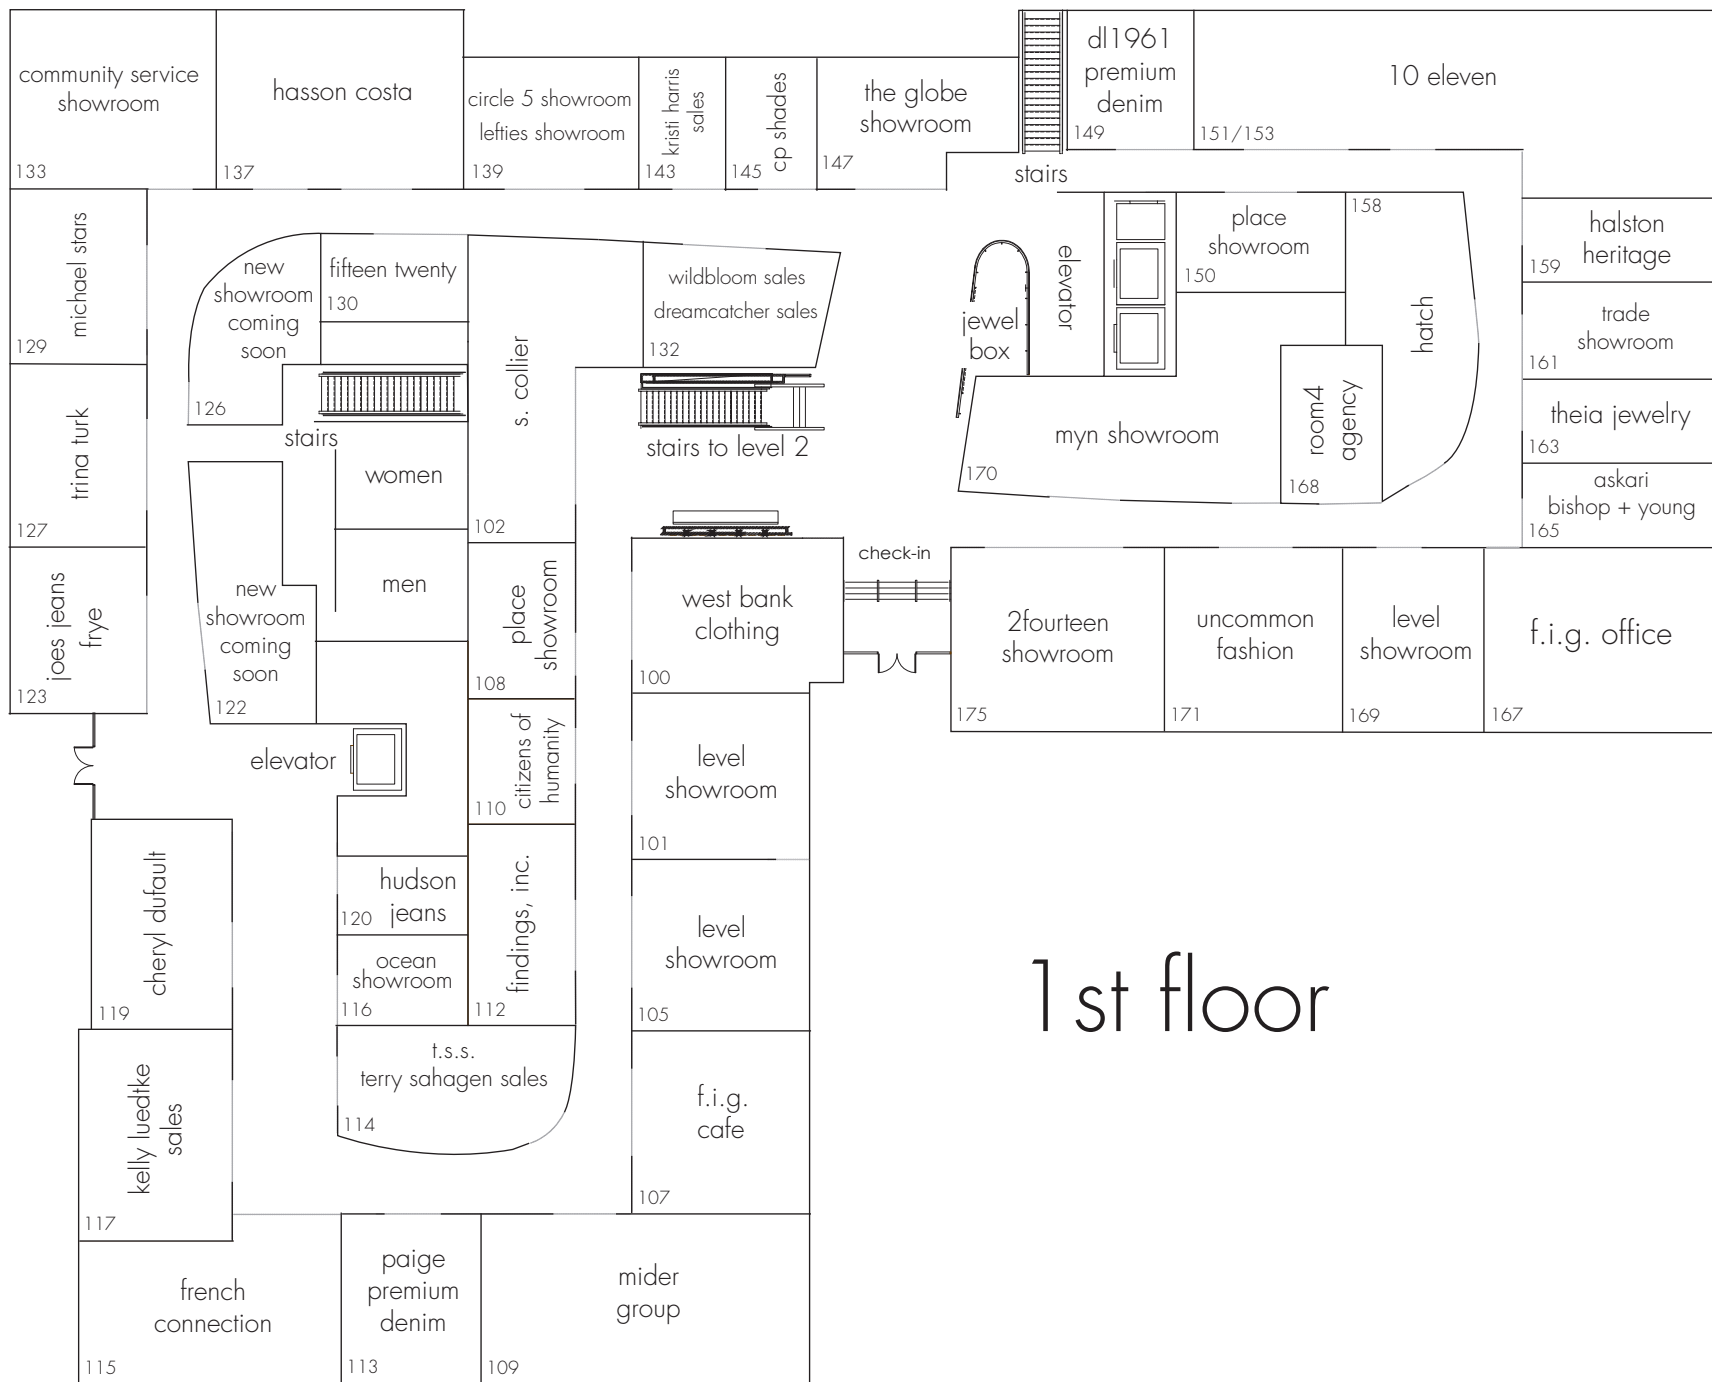 community service
showroom
133
hasson costa
137
circle 5 showroom
lefties showroom
139
kristi harris
sales
143
cp shades
145
the globe
showroom
147
stairs
dl1961
premium
denim
149
10 eleven
151/153
michael stars
129
new
showroom
coming
soon
126
fifteen twenty
130
s. collier
102
wildbloom sales
dreamcatcher sales
132
jewel
box
elevator
place
showroom
150
158
hatch
halston
heritage
159
trade
showroom
161
theia jewelry
163
askari
bishop + young
165
trina turk
127
stairs
women
men
stairs to level 2
myn showroom
170
room4
agency
168
joes jeans
frye
123
new
showroom
coming
soon
122
place
showroom
108
west bank
clothing
100
check-in
2fourteen
showroom
175
uncommon
fashion
171
level
showroom
169
f.i.g. office
167
elevator
citizens of
humanity
110
level
showroom
101
cheryl dufault
119
hudson
jeans
120
findings, inc.
112
ocean
showroom
116
level
showroom
105
1st floor
kelly luedtke
sales
117
t.s.s.
terry sahagen sales
114
f.i.g.
cafe
107
french
connection
115
paige
premium
denim
113
mider
group
109